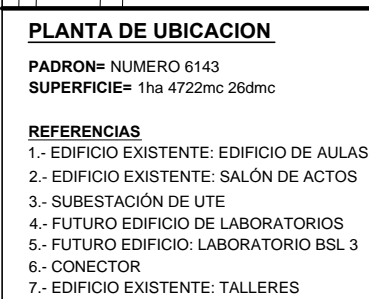 PLANTA DE UBICACION
PADRON= NUMERO 6143
SUPERFICIE= 1ha 4722mc 26dmc
REFERENCIAS
1.- EDIFICIO EXISTENTE: EDIFICIO DE AULAS
2.- EDIFICIO EXISTENTE: SALÓN DE ACTOS
3.- SUBESTACIÓN DE UTE
4.- FUTURO EDIFICIO DE LABORATORIOS
5.- FUTURO EDIFICIO: LABORATORIO BSL 3
6.- CONECTOR
7.- EDIFICIO EXISTENTE: TALLERES